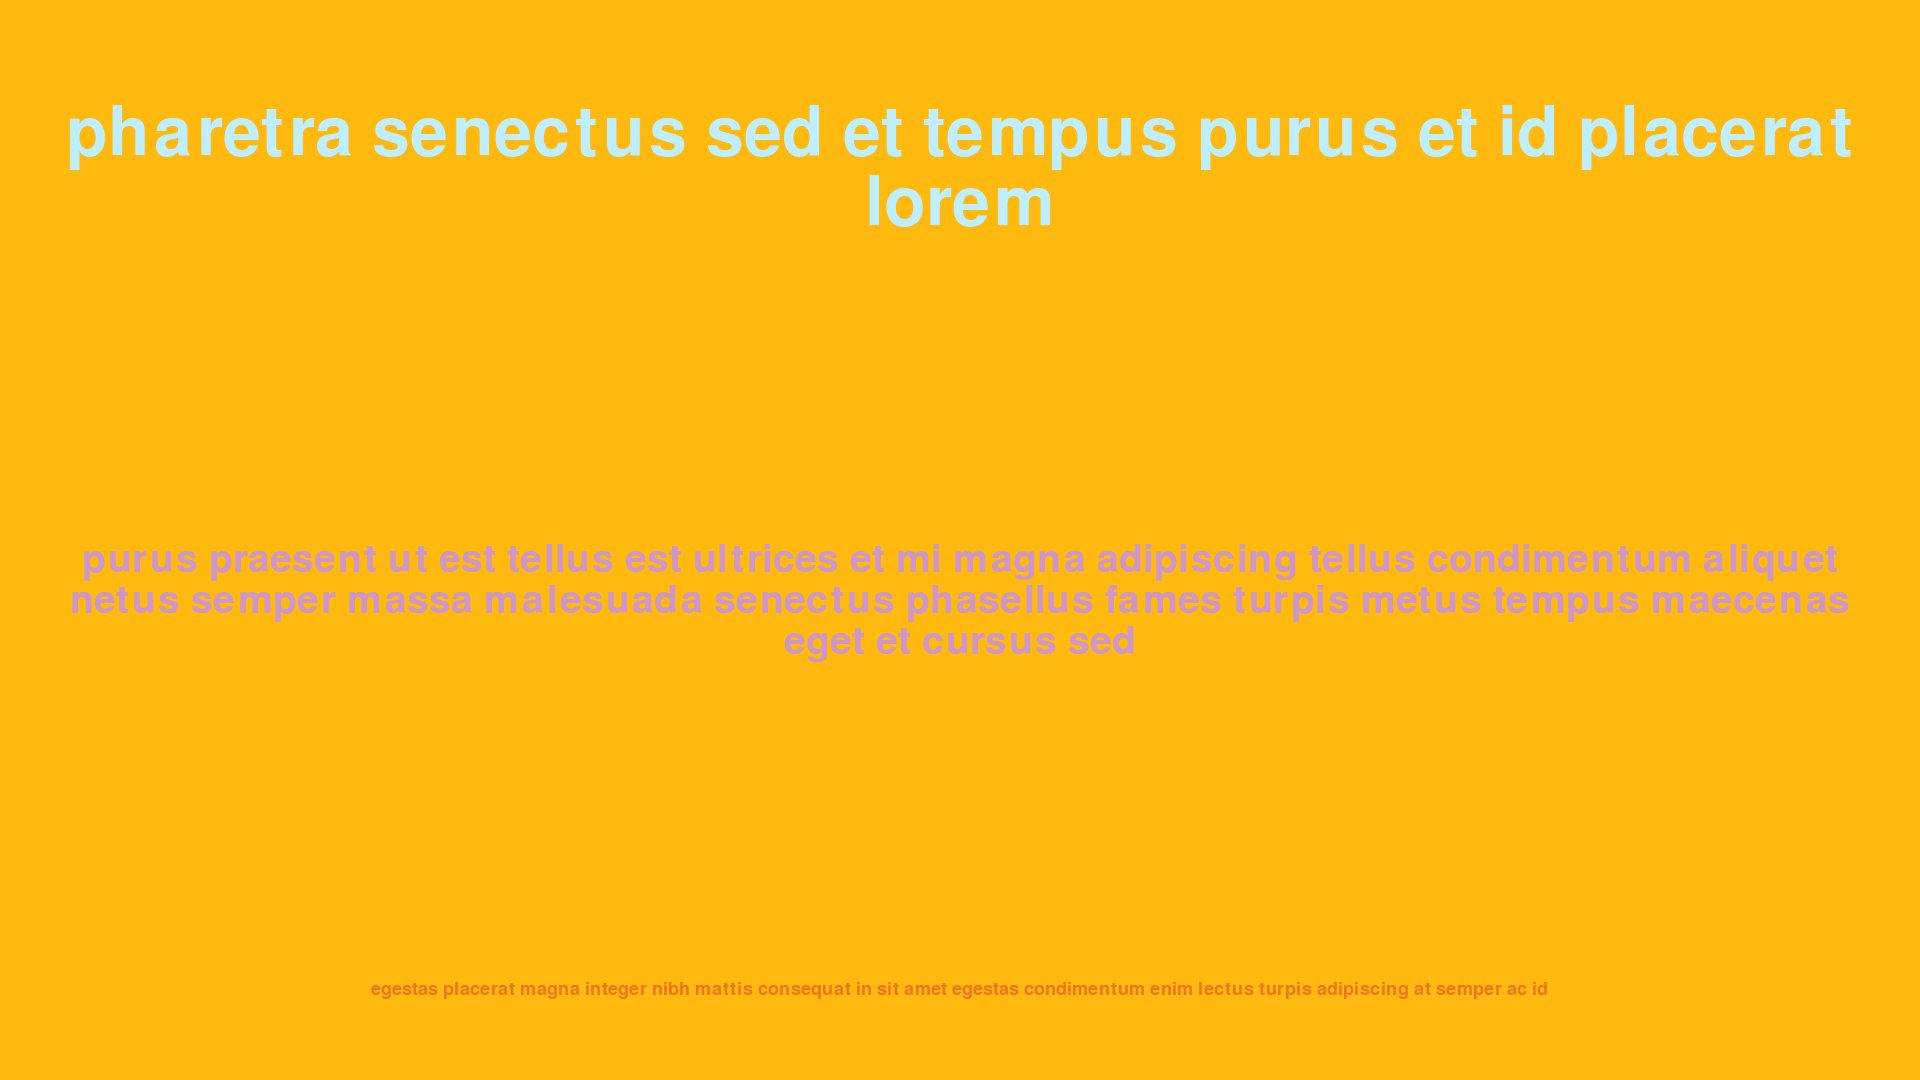 pharetra senectus sed et tempus purus et id placerat
lorem
purus praesent ut est tellus est ultrices et mi magna adipiscing tellus condimentum aliquet
netus semper massa malesuada senectus phasellus fames turpis metus tempus maecenas
eget et cursus sed
egestas placerat magna integer nibh mattis consequat in sit amet egestas condimentum enim lectus turpis adipiscing at semper ac id